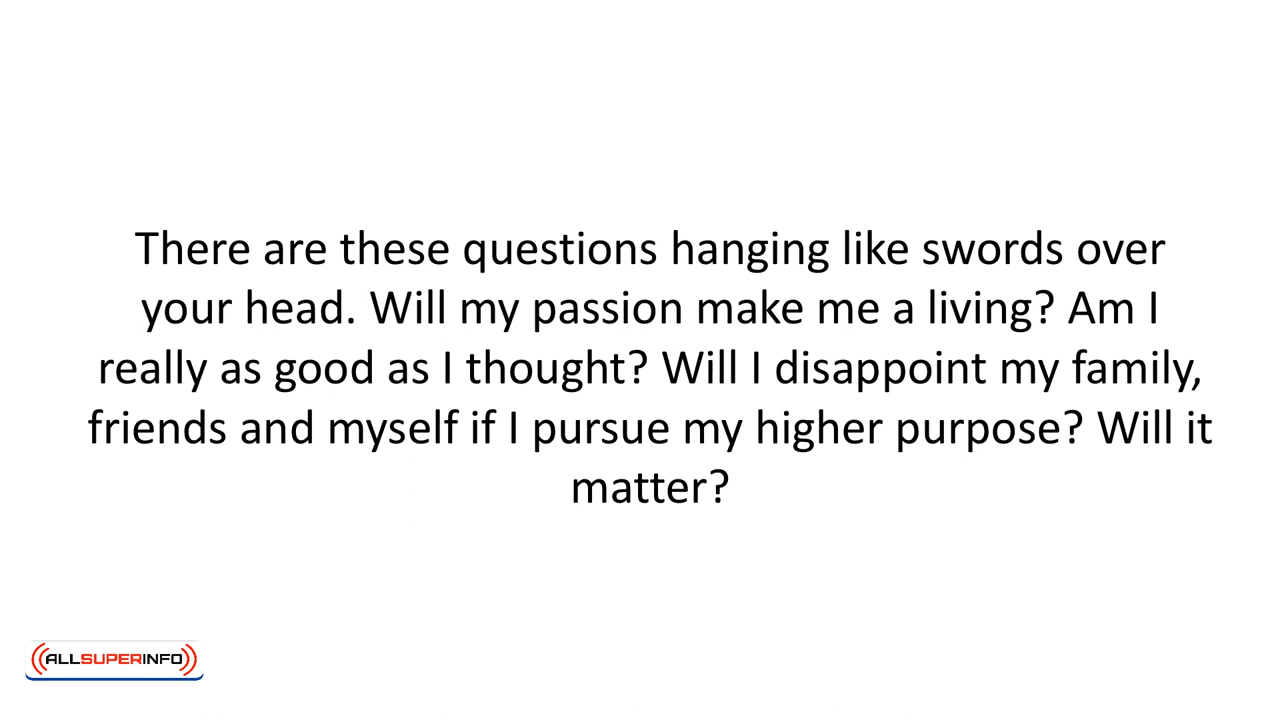 There are these questions hanging like swords over
your head. Will my passion make me a living? Am I
really as good as I thought? Will I disappoint my family,
friends and myself if I pursue my higher purpose? Will it
matter?
ALLSUPERINFO